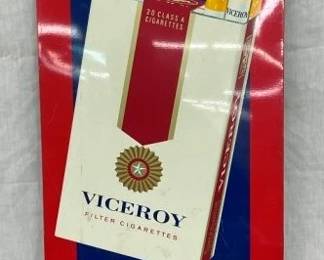 20 CLASS A
CIGARETTES
VICEROY
VICEROY
FILTER CIGARETTES